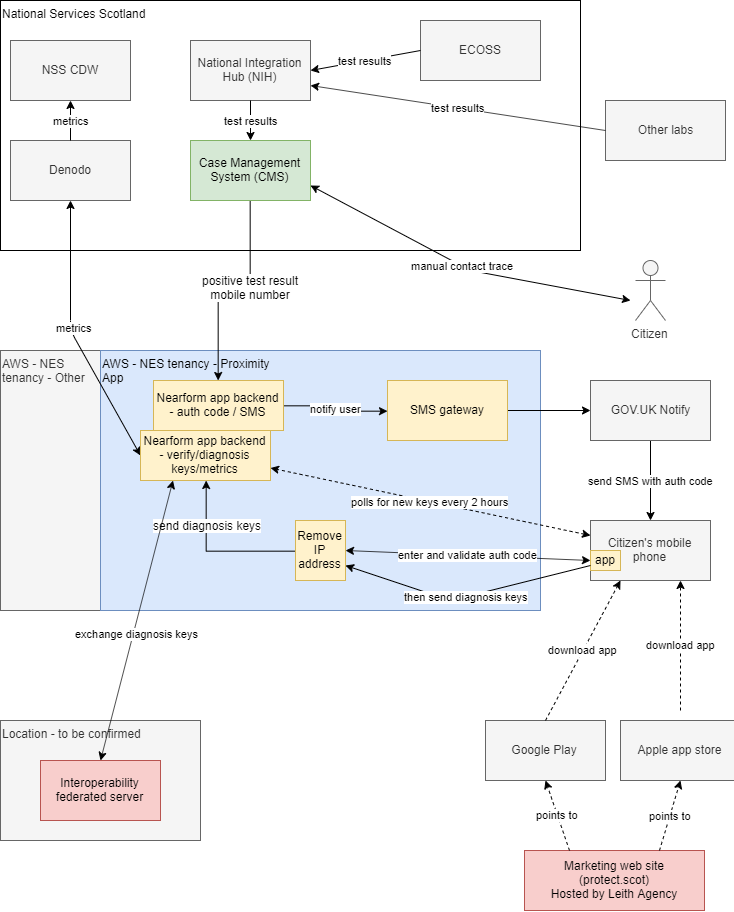 National Services Scotland
NSS CDW
National Integration
Hub (NIH)
test results
ECOSS
metrics
test results
test results
Other labs
Denodo
Case Management
System (CMS)
manual contact trace
positive test result
mobile number
metrics
Citizen
AWS - NES
tenancy - Other
AWS - NES tenancy - Proximity
App
Nearform app backend
- auth code / SMS
notify user
SMS gateway
GOV.UK Notify
Nearform app backend
- verify/diagnosis
keys/metrics
send SMS with auth code
polls for new keys every 2 hours
send diagnosis keys
Remove
IP
address
enter and validate auth code
Citizen's mobile
phone
app
then send diagnosis keys
exchange diagnosis keys
download app
download app
Location - to be confirmed
Interoperability
federated server
Google Play
Apple app store
points to
points to
Marketing web site
(protect.scot)
Hosted by Leith Agency